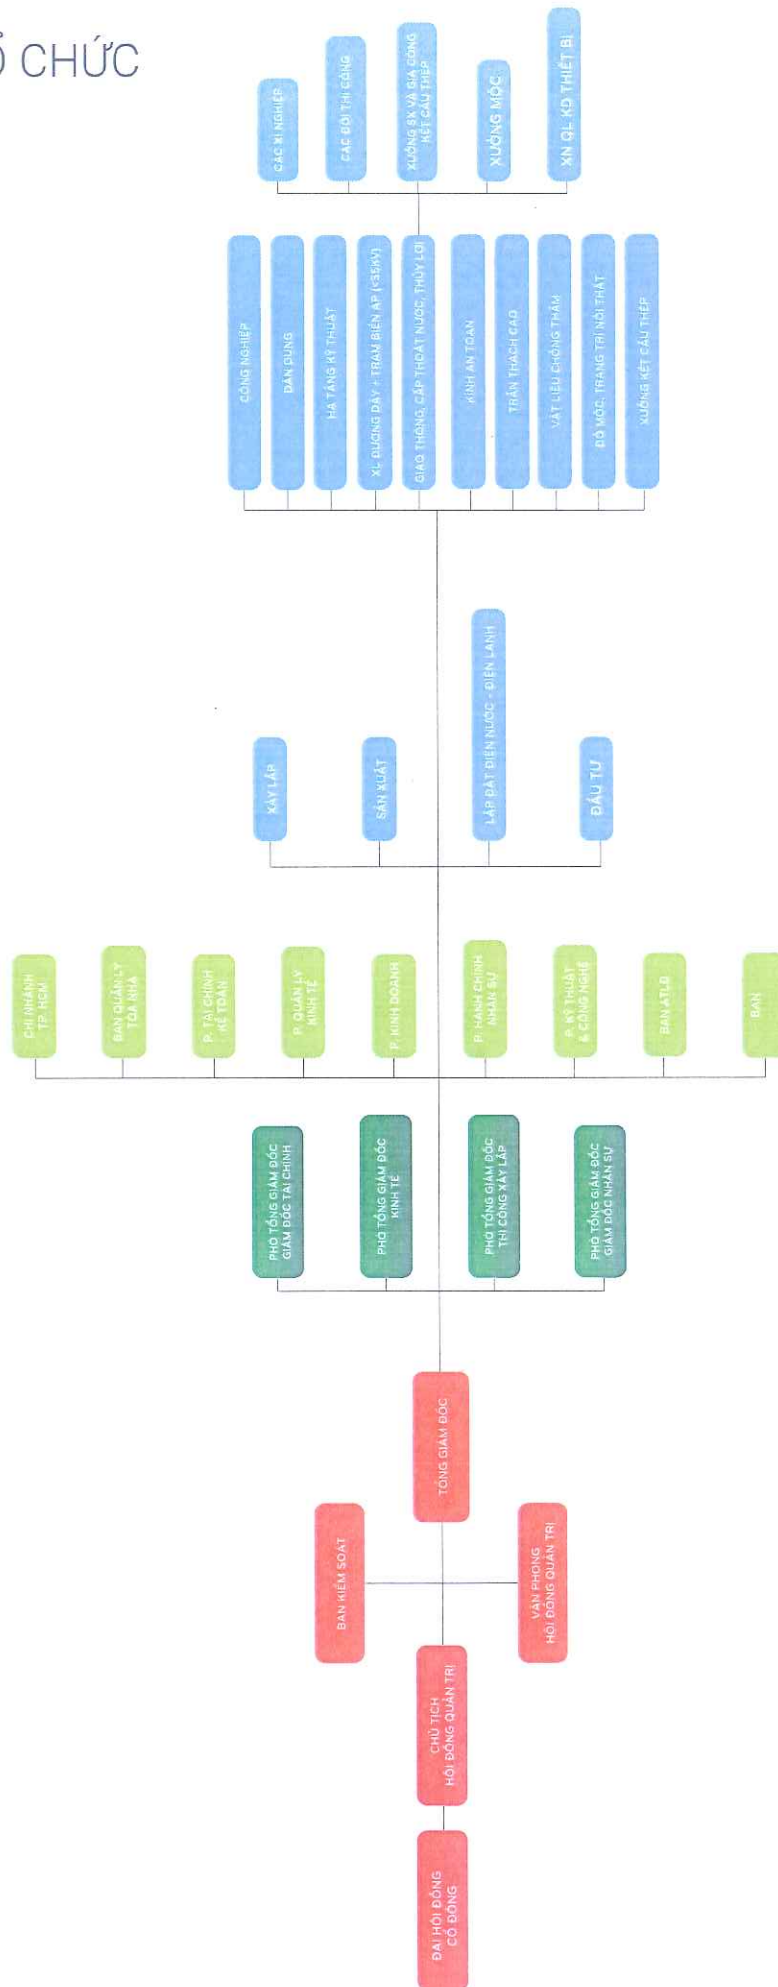 Ổ CHỨC
ĐẠI HỘI ĐỒNG
CỔ ĐÔNG
CHỦ TỊCH
HỘI ĐỒNG QUẢN TRỊ
BAN KIỂM SOÁT
VĂN PHÒNG
HỘI ĐỒNG QUẢN TRỊ
TỔNG GIÁM ĐỐC
PHÓ TỔNG GIÁM ĐỐC
GIÁM ĐỐC TÀI CHÍNH
PHÓ TỔNG GIÁM ĐỐC
KINH TẾ
PHÓ TỔNG GIÁM ĐỐC
THI CÔNG XÂY LẮP
PHÓ TỔNG GIÁM ĐỐC
GIÁM ĐỐC NHÂN SỰ
CHI NHÁNH
TP. HCM
BAN QUẢN LÝ
TÒA NHÀ
P. TÀI CHÍNH
- KẾ TOÁN
P. QUẢN LÝ
KINH TẾ
P. KINH DOANH
P. HÀNH CHÍNH
NHÂN SỰ
P. KỸ THUẬT
& CÔNG NGHỆ
BAN ATLĐ
BAN
XÂY LẮP
SẢN XUẤT
LẮP ĐẶT ĐIỆN NƯỚC - ĐIỆN LẠNH
ĐẦU TƯ
CÔNG NGHIỆP
DÂN DỤNG
HẠ TẦNG KỸ THUẬT
XL ĐƯỜNG DÂY + TRẠM BIẾN ÁP (<35KV)
GIAO THÔNG, CẤP THOÁT NƯỚC, THỦY LỢI
KÍNH AN TOÀN
TRẦN THẠCH CAO
VẬT LIỆU CHỐNG THẤM
ĐỒ MỘC, TRANG TRÍ NỘI THẤT
XƯỞNG KẾT CẤU THÉP
CÁC XÍ NGHIỆP
CÁC ĐỘI THI CÔNG
XƯỞNG SX VÀ GIA CÔNG
KẾT CẤU THÉP
XƯỞNG MỘC
XN QL KD THIẾT BỊ